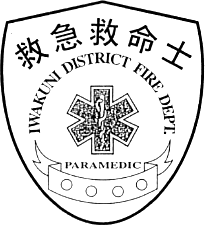 救急救命士
IWAKUNI DISTRICT FIRE DEPT.
PARAMEDIC